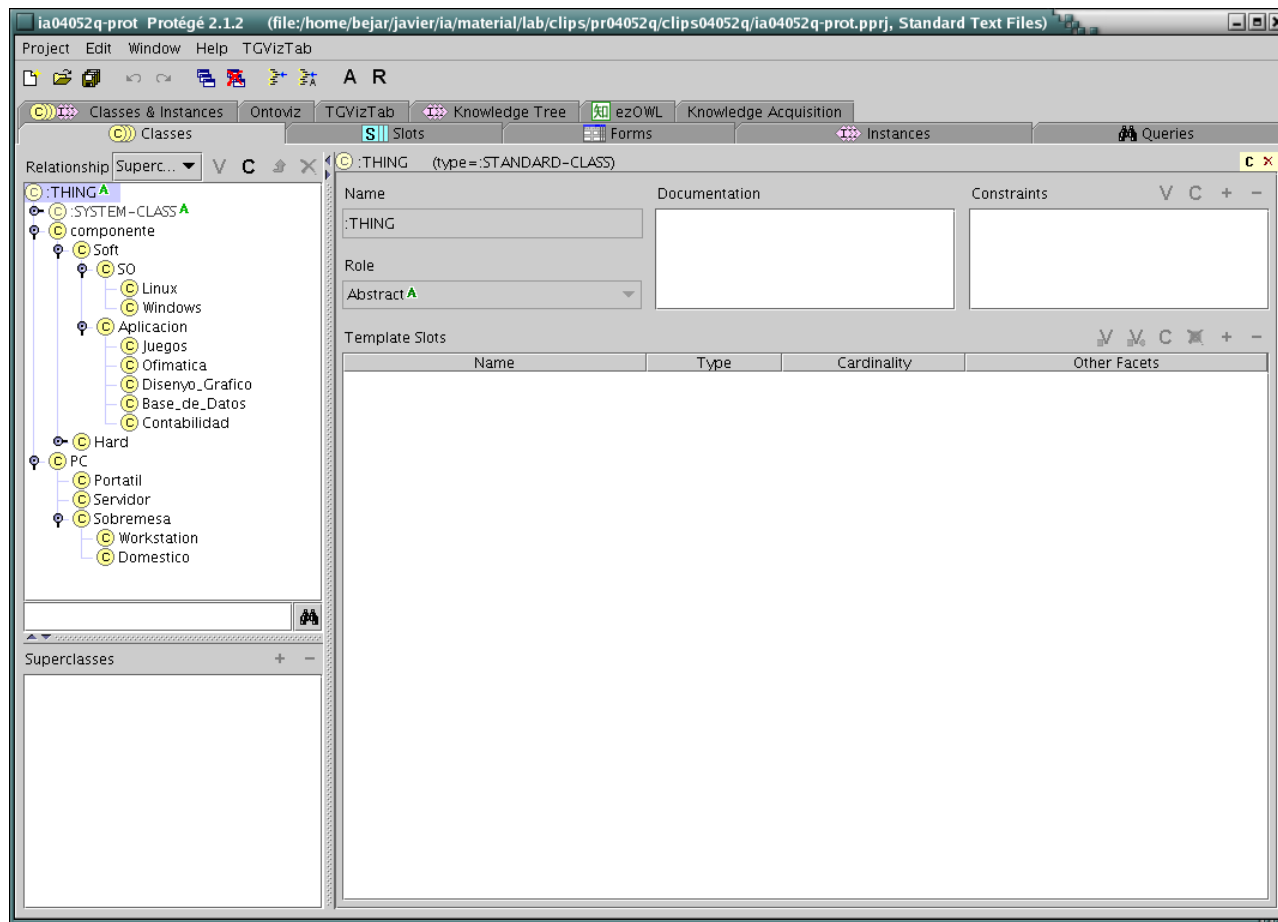 ia04052q-prot Protégé 2.1.2 (file:/home/bejar/javier/ia/material/lab/clips/pr04052q/clips04052q/ia04052q-prot.pprj, Standard Text Files)
Project Edit Window Help TGVizTab
A R
C Classes & Instances Ontoviz TGVizTab Knowledge Tree 知 ezOWL Knowledge Acquisition
C Classes S Slots Forms Instances Queries
Relationship Superc... V C
C :THING (type=:STANDARD-CLASS) C ×
C :THING A
C :SYSTEM-CLASS A
C componente
C Soft
C SO
C Linux
C Windows
C Aplicacion
C Juegos
C Ofimatica
C Disenyo_Grafico
C Base_de_Datos
C Contabilidad
C Hard
C PC
C Portatil
C Servidor
C Sobremesa
C Workstation
C Domestico
Superclasses + −
Name Documentation Constraints V C + −
:THING
Role
Abstract A
Template Slots V V C + −
Name Type Cardinality Other Facets